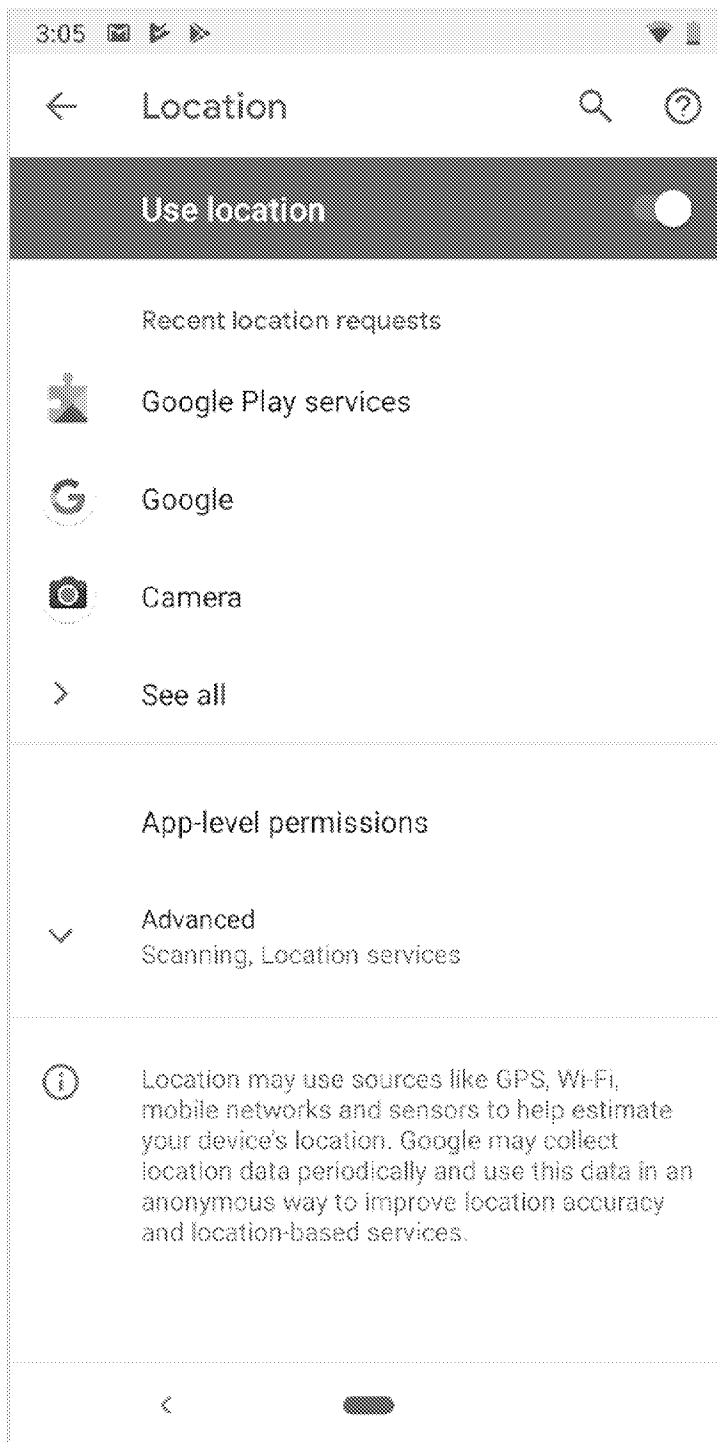 3:05
Location
Use location
Recent location requests
Google Play services
Google
Camera
See all
App-level permissions
Advanced
Scanning, Location services
Location may use sources like GPS, Wi-Fi,
mobile networks and sensors to help estimate
your device's location. Google may collect
location data periodically and use this data in an
anonymous way to improve location accuracy
and location-based services.